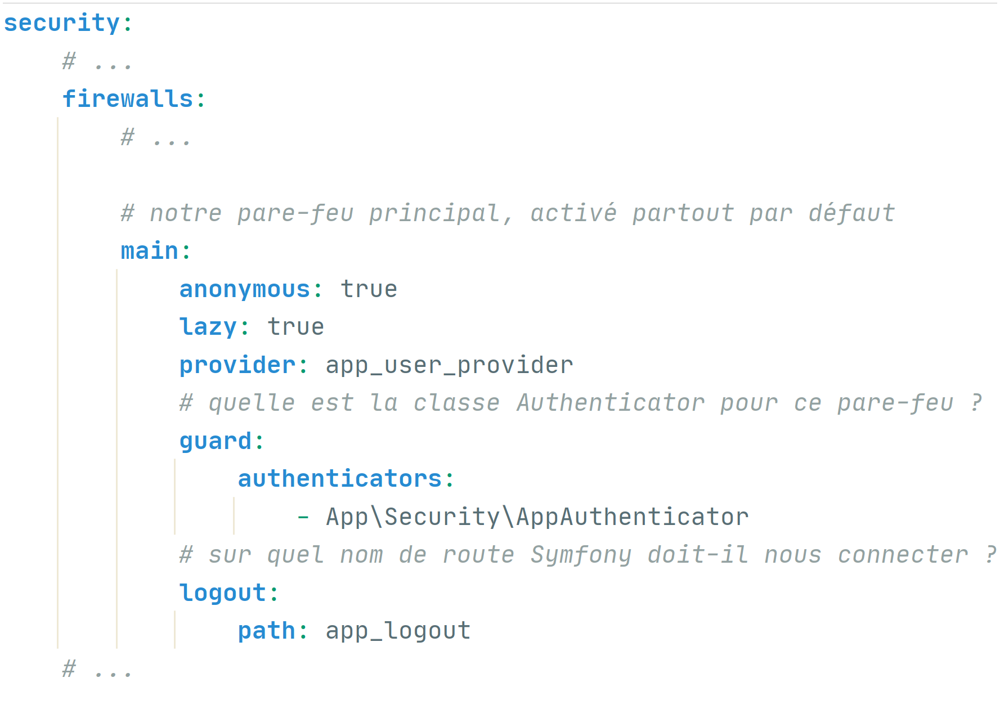 security:
    # ...
    firewalls:
        # ...

        # notre pare-feu principal, activé partout par défaut
        main:
            anonymous: true
            lazy: true
            provider: app_user_provider
            # quelle est la classe Authenticator pour ce pare-feu ?
            guard:
                authenticators:
                    - App\Security\AppAuthenticator
            # sur quel nom de route Symfony doit-il nous connecter ?
            logout:
                path: app_logout
    # ...